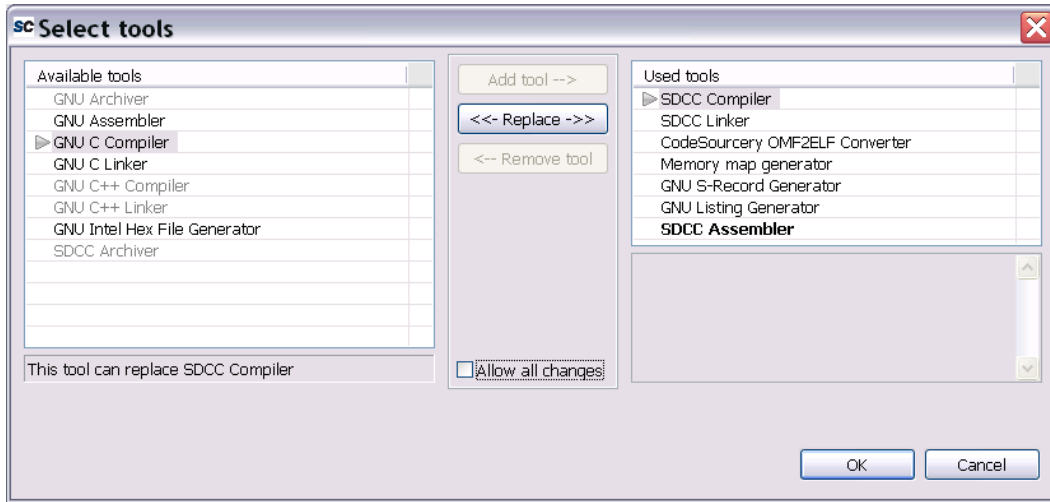 SC Select tools
Available tools
GNU Archiver
GNU Assembler
GNU C Compiler
GNU C Linker
GNU C++ Compiler
GNU C++ Linker
GNU Intel Hex File Generator
SDCC Archiver
This tool can replace SDCC Compiler
Add tool -->
<<- Replace ->>
<-- Remove tool
Allow all changes
Used tools
SDCC Compiler
SDCC Linker
CodeSourcery OMF2ELF Converter
Memory map generator
GNU S-Record Generator
GNU Listing Generator
SDCC Assembler
OK
Cancel